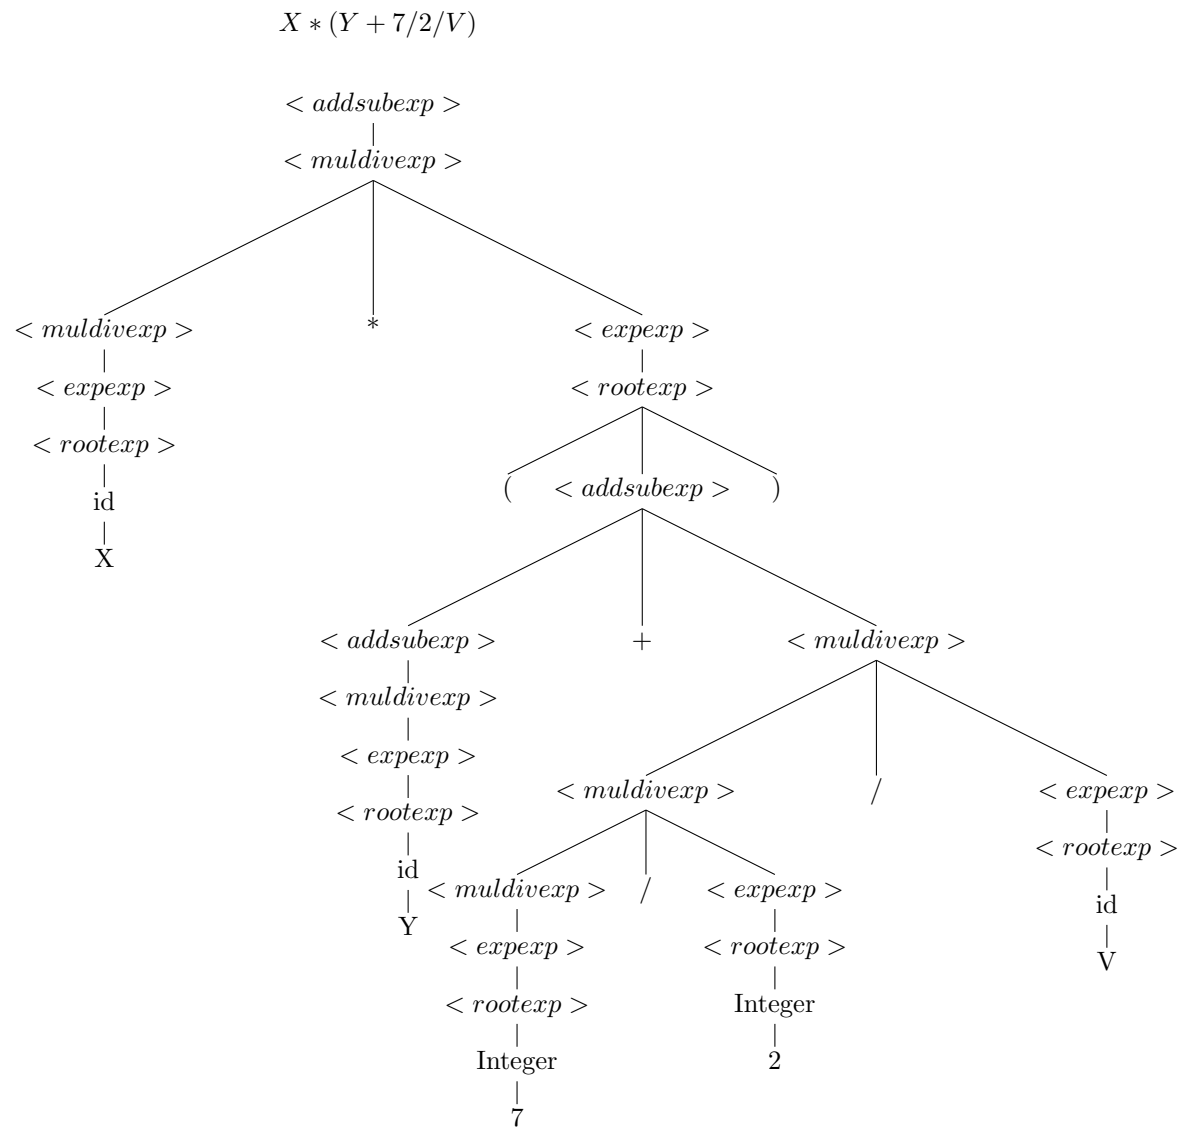 X ∗ (Y + 7/2/V)
< addsubexp >
< muldivexp >
< muldivexp > * < expexp >
< expexp > < rootexp >
< rootexp >
( < addsubexp > )
id
X
< addsubexp > + < muldivexp >
< muldivexp >
< expexp >
< muldivexp > / < expexp >
< rootexp >
< rootexp >
id
< muldivexp > / < expexp >
id
Y
< expexp > < rootexp >
V
< rootexp > Integer
Integer 2
7